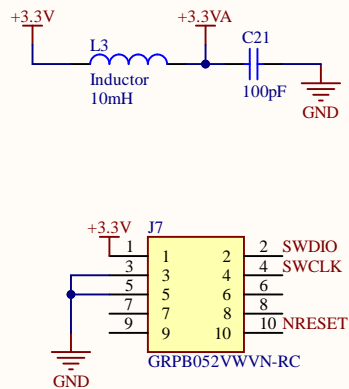 +3.3V
+3.3VA
L3
C21
Inductor
10mH
100pF
GND
J7
+3.3V
1 1 2 2 SWDIO
3 3 4 4 SWCLK
5 5 6 6
7 7 8 8
9 9 10 10 NRESET
GRPB052VWVN-RC
GND